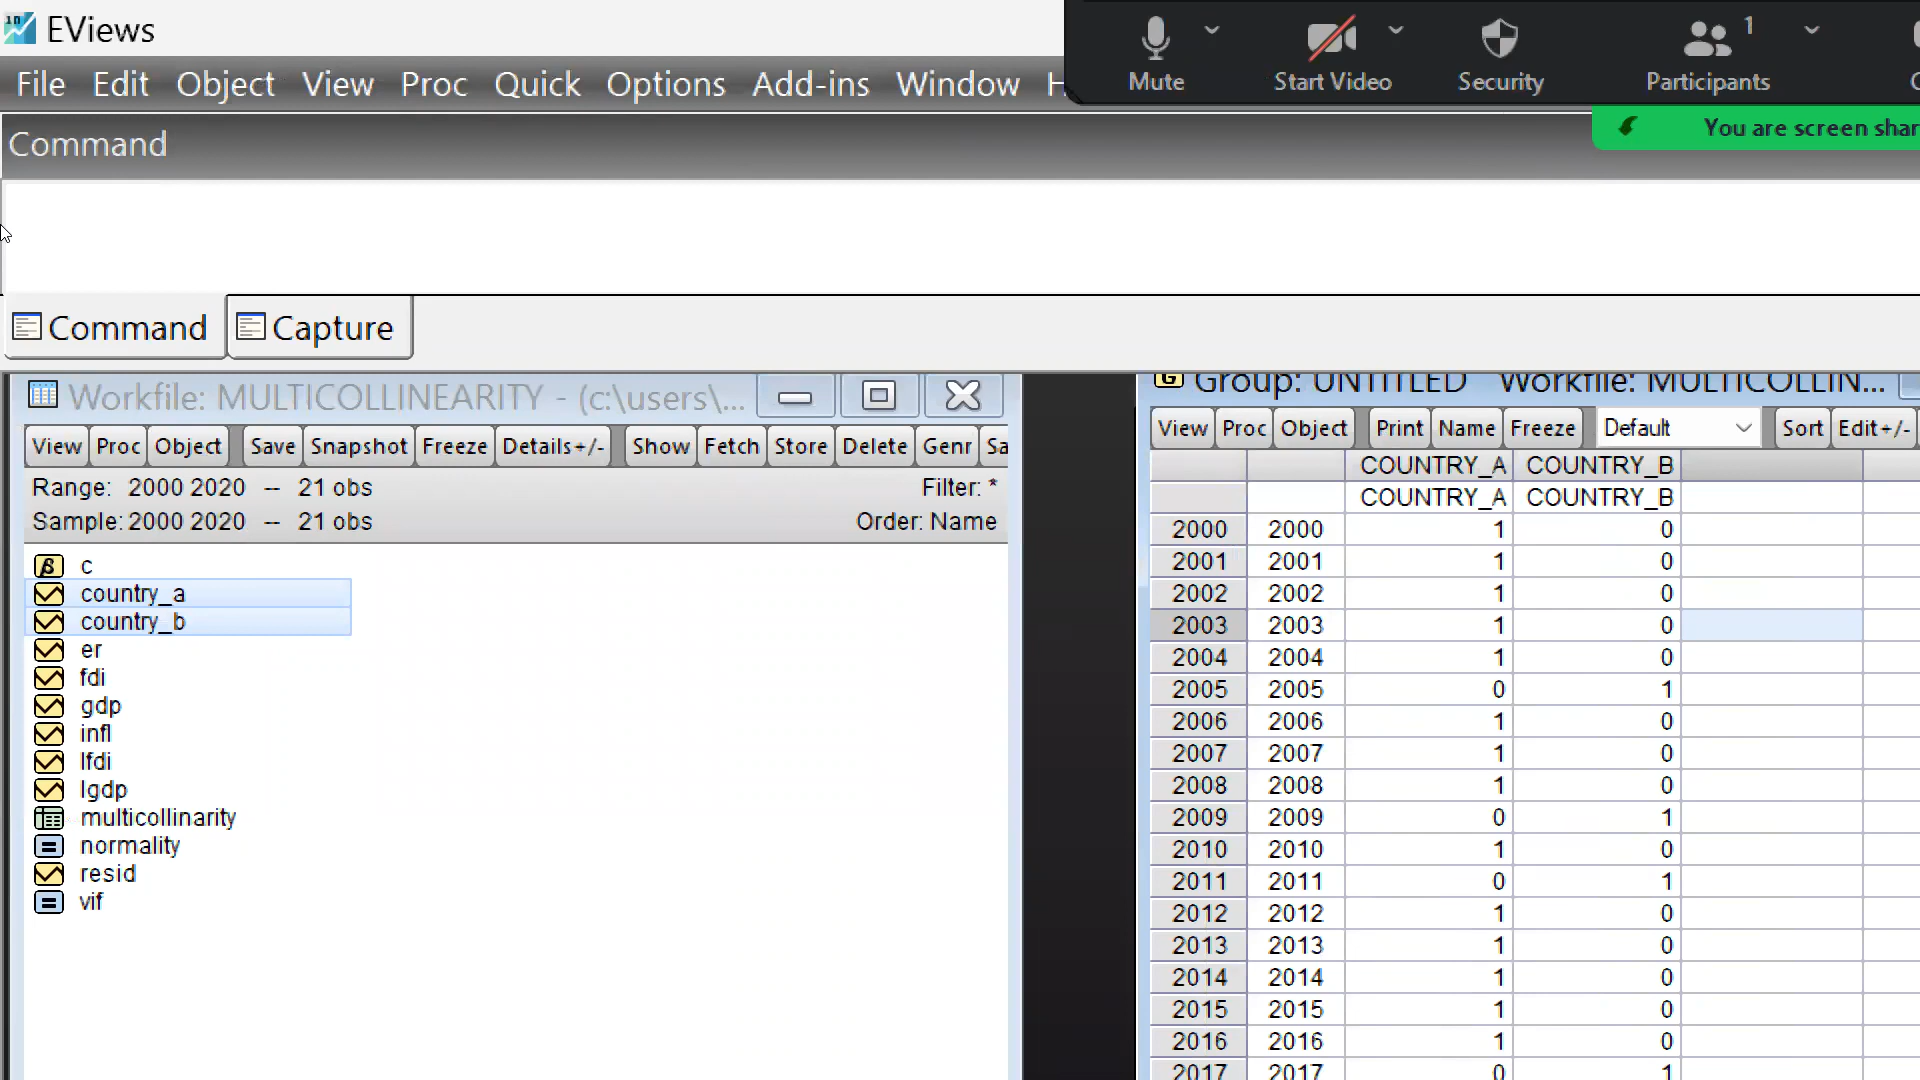 EViews
Mute
Start Video
Security
1
Participants
File Edit Object View Proc Quick Options Add-ins Window
You are screen shar
Command
Command Capture
Workfile: MULTICOLLINEARITY - (c:\users\...
View Proc Object Save Snapshot Freeze Details+/- Show Fetch Store Delete Genr Sa
Range: 2000 2020 -- 21 obs Filter: *
Sample: 2000 2020 -- 21 obs Order: Name
c
country_a
country_b
er
fdi
gdp
infl
lfdi
lgdp
multicollinarity
normality
resid
vif
Group: UNTITLED Workfile: MULTICOLLIN...
View Proc Object Print Name Freeze Default Sort Edit+/-
COUNTRY_A COUNTRY_B
COUNTRY_A COUNTRY_B
2000 2000 1 0
2001 2001 1 0
2002 2002 1 0
2003 2003 1 0
2004 2004 1 0
2005 2005 0 1
2006 2006 1 0
2007 2007 1 0
2008 2008 1 0
2009 2009 0 1
2010 2010 1 0
2011 2011 0 1
2012 2012 1 0
2013 2013 1 0
2014 2014 1 0
2015 2015 1 0
2016 2016 1 0
2017 2017 0 1